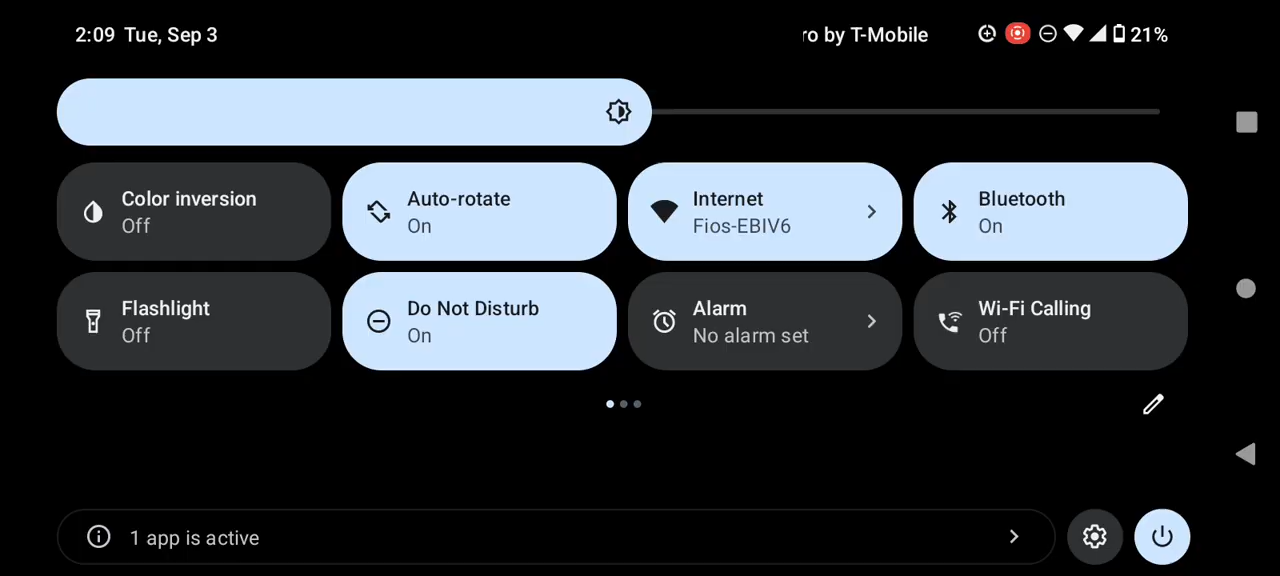 2:09 Tue, Sep 3
by T-Mobile
21%
Color inversion
Off
Auto-rotate
On
Internet
Fios-EBIV6
Bluetooth
On
Flashlight
Off
Do Not Disturb
On
Alarm
No alarm set
Wi-Fi Calling
Off
1 app is active